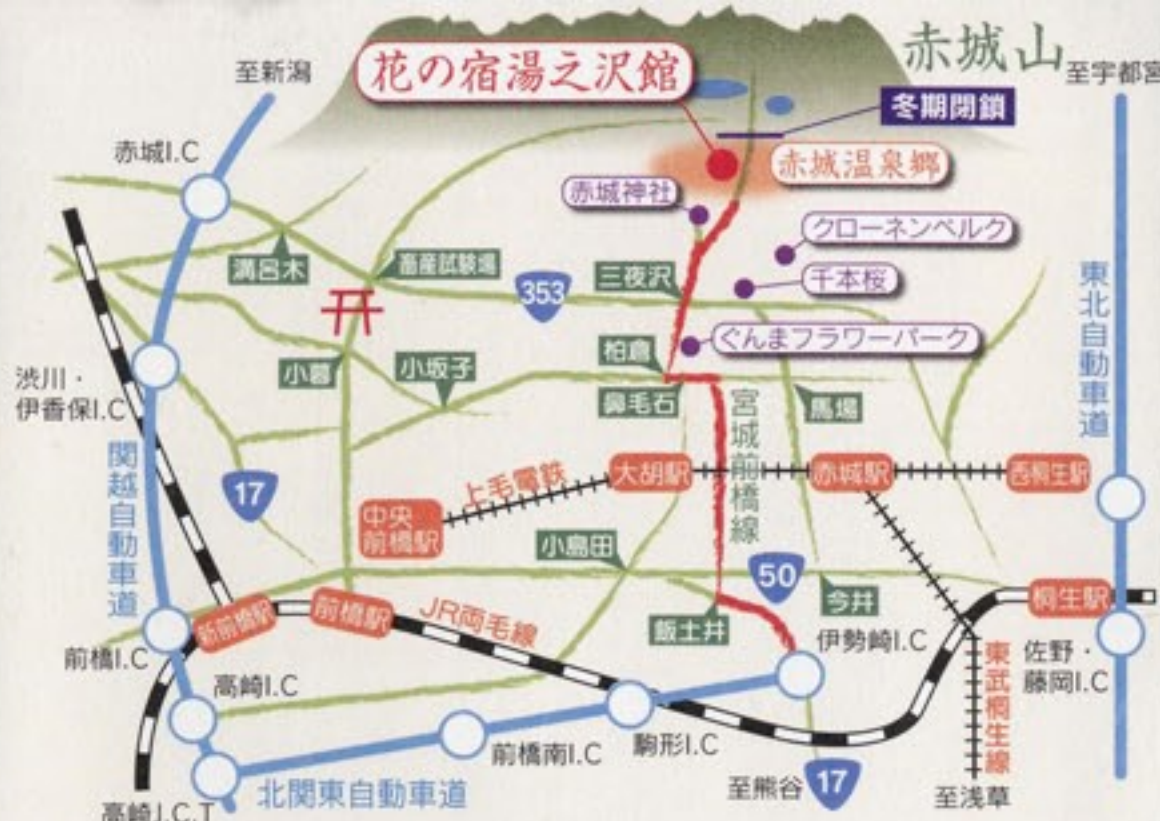 赤城山
花の宿湯之沢館
至新潟
至宇都宮
冬期閉鎖
赤城I.C
赤城温泉郷
赤城神社
クローネンベルク
溝呂木
畜産試験場
三夜沢
千本桜
353
東北自動車道
ぐんまフラワーパーク
柏倉
小暮
小坂子
渋川・
伊香保I.C
鼻毛石
馬場
宮城前橋線
関越自動車道
17
上毛電鉄
大胡駅
赤城駅
西桐生駅
中央
前橋駅
小島田
50
今井
桐生駅
新前橋駅
前橋駅
JR両毛線
飯土井
伊勢崎I.C
前橋I.C
高崎I.C
東武桐生線
佐野・
藤岡I.C
前橋南I.C
駒形I.C
北関東自動車道
至熊谷
17
至浅草
高崎J.C.T